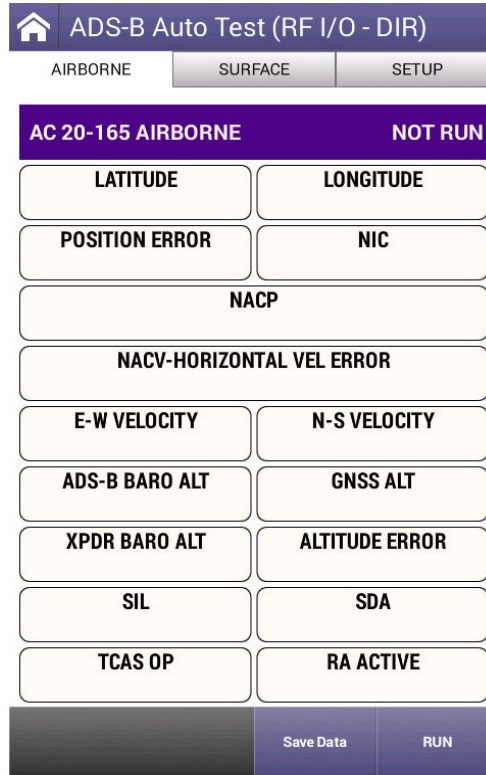 ADS-B Auto Test (RF I/O - DIR)
AIRBORNE SURFACE SETUP
AC 20-165 AIRBORNE NOT RUN
LATITUDE LONGITUDE
POSITION ERROR NIC
NACP
NACV-HORIZONTAL VEL ERROR
E-W VELOCITY N-S VELOCITY
ADS-B BARO ALT GNSS ALT
XPDR BARO ALT ALTITUDE ERROR
SIL SDA
TCAS OP RA ACTIVE
Save Data RUN